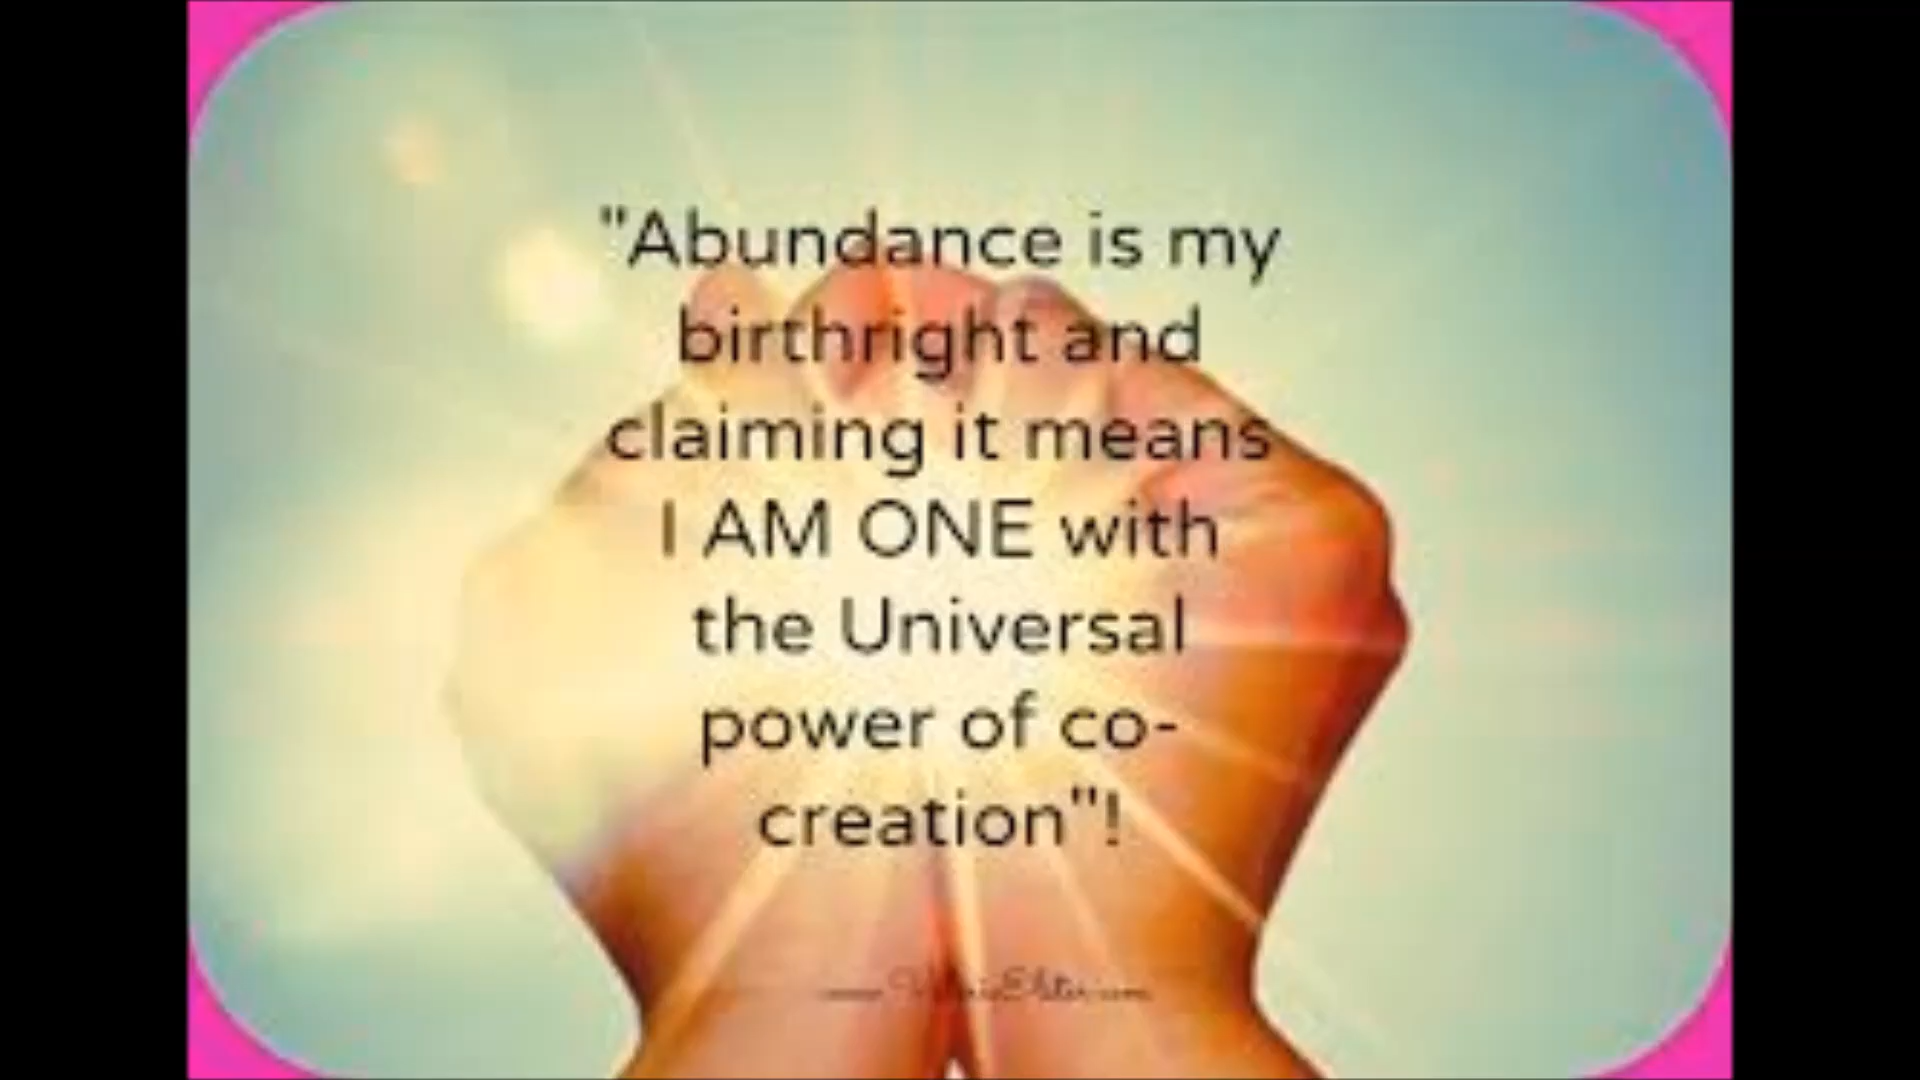 "Abundance is my
birthright and
claiming it means
I AM ONE with
the Universal
power of co-
creation"!